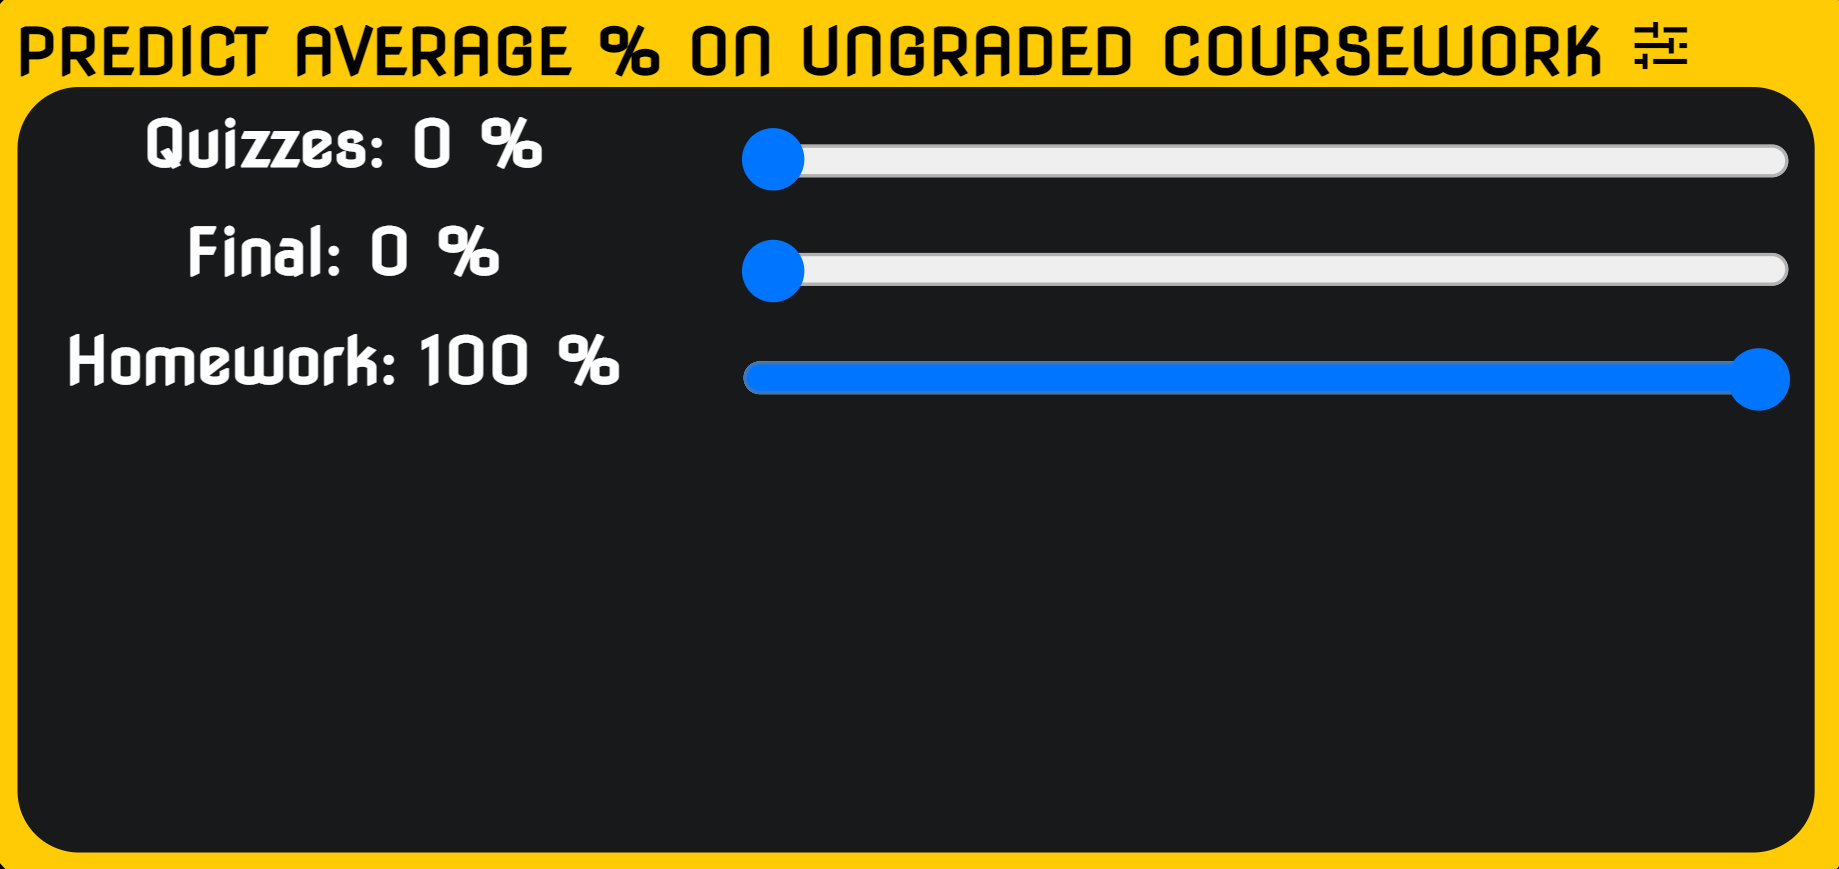 PREDICT AVERAGE % ON UNGRADED COURSEWORK
Quizzes: 0 %
Final: 0 %
Homework: 100 %